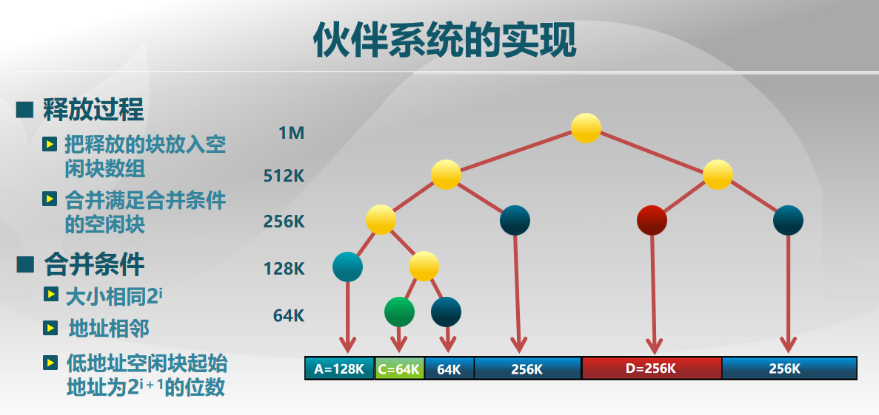 伙伴系统的实现
释放过程
把释放的块放入空
闲块数组
合并满足合并条件
的空闲块
合并条件
大小相同2ⁱ
地址相邻
低地址空闲块起始
地址为2ⁱ⁺¹的位数
1M
512K
256K
128K
64K
A=128K C=64K 64K 256K D=256K 256K